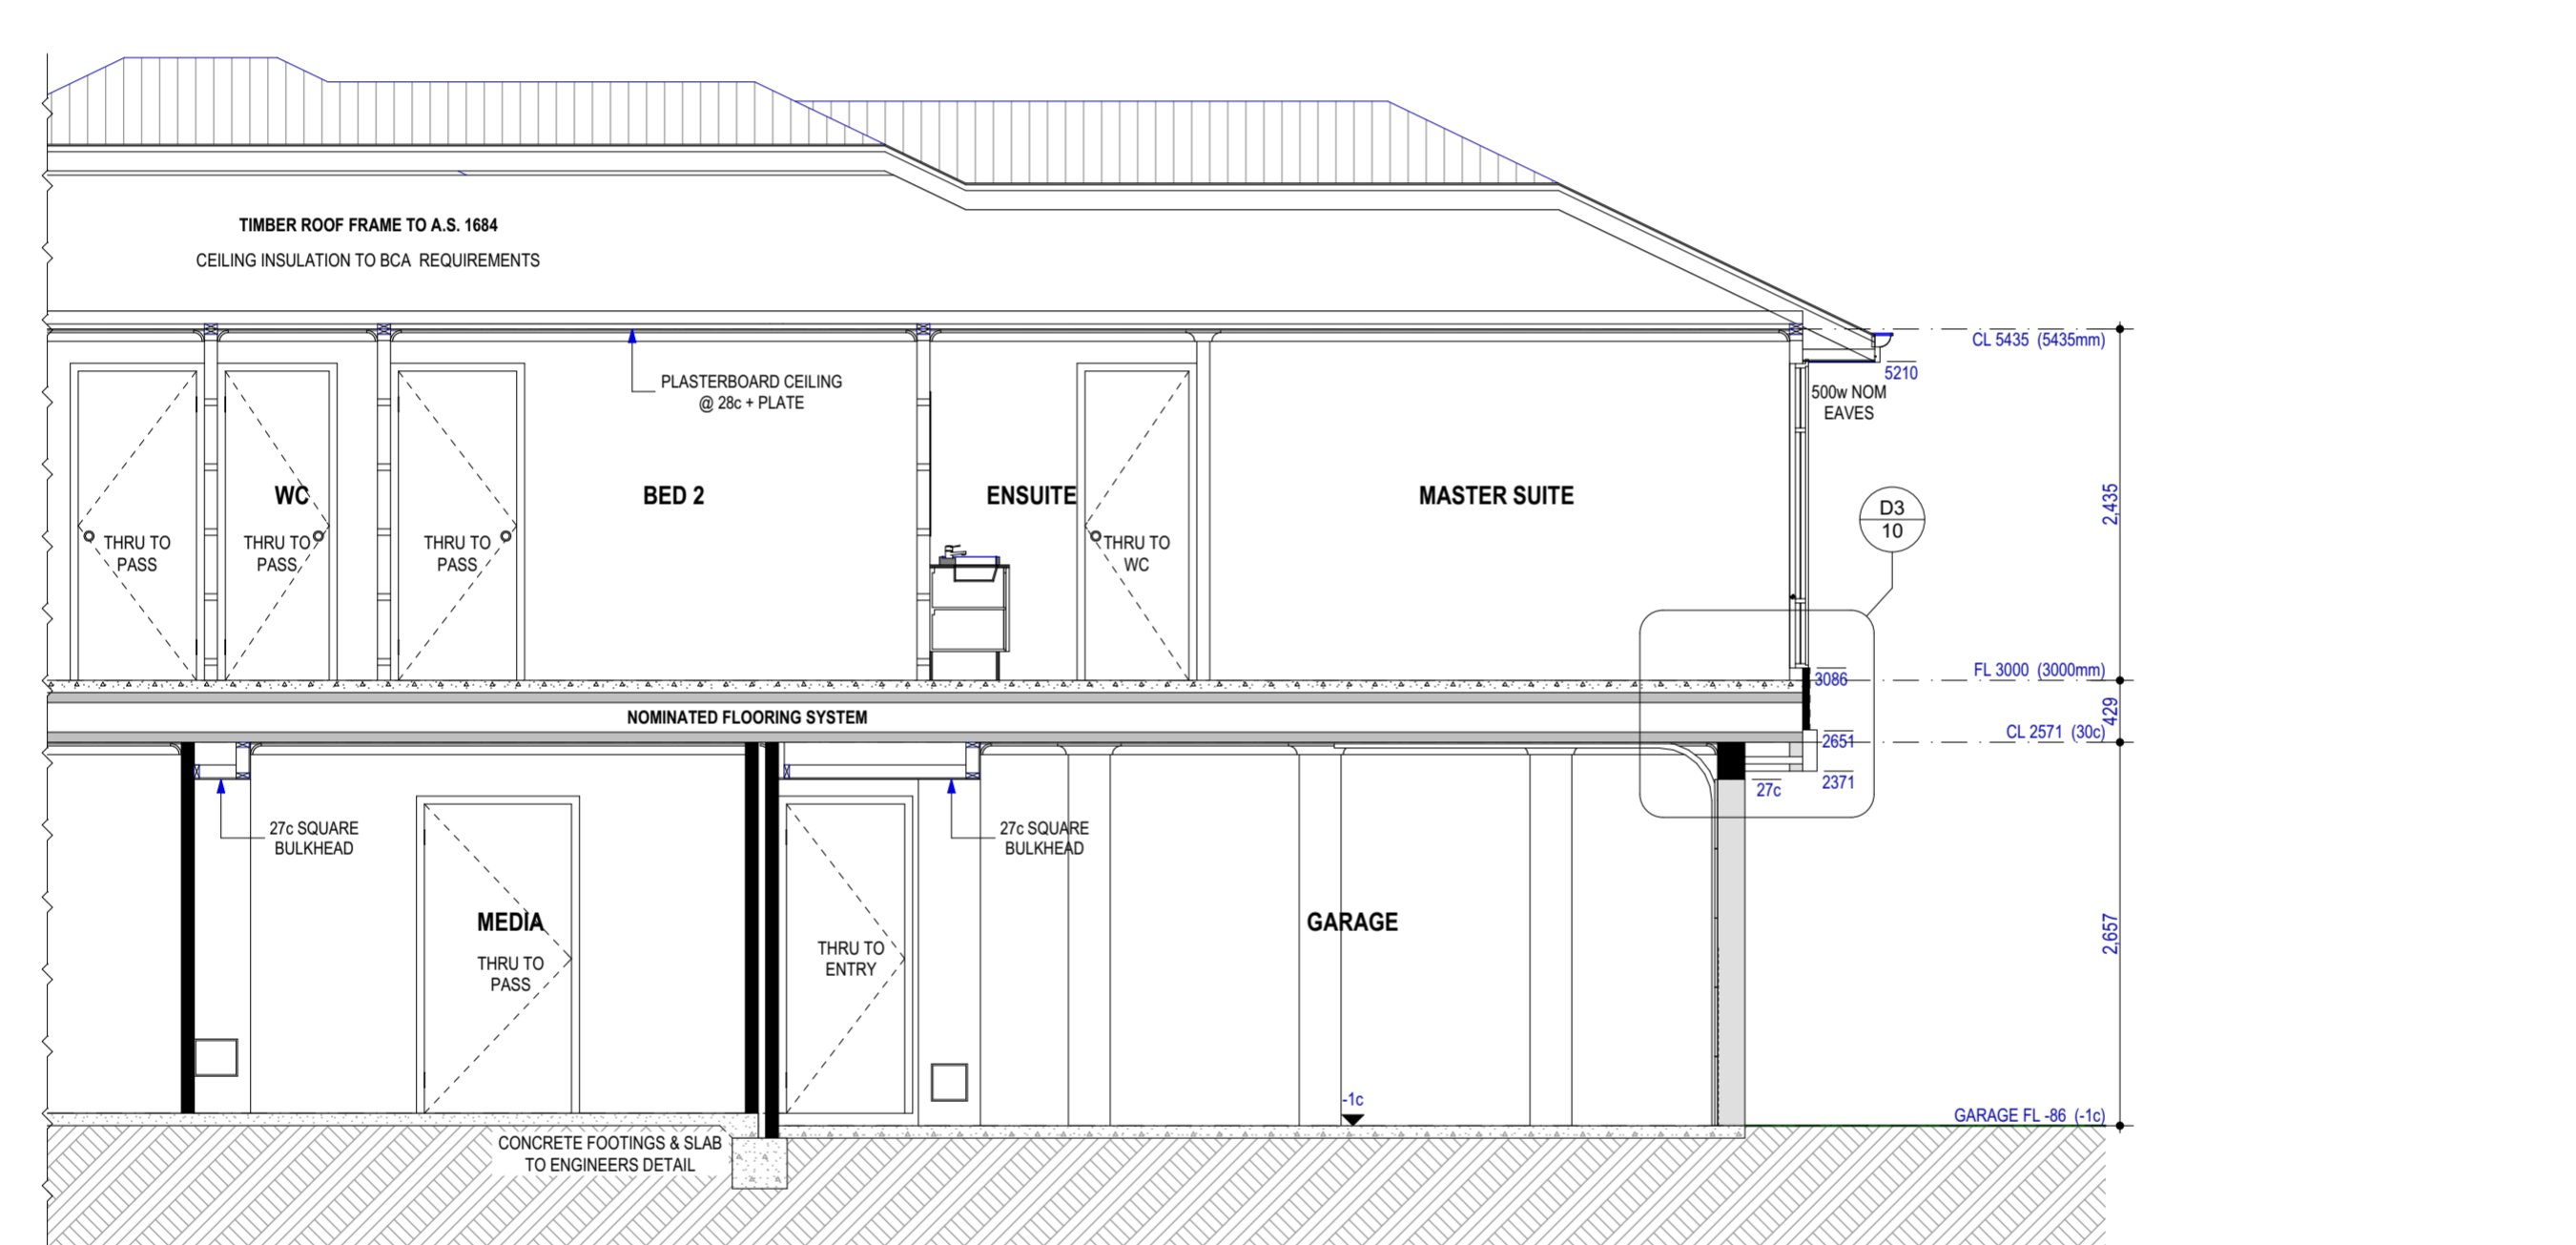 TIMBER ROOF FRAME TO A.S. 1684
CEILING INSULATION TO BCA REQUIREMENTS
CL 5435 (5435mm)
5210
500w NOM
EAVES
PLASTERBOARD CEILING
@ 28c + PLATE
WC
BED 2
ENSUITE
MASTER SUITE
2,435
D3
10
THRU TO
PASS
THRU TO
PASS
THRU TO
PASS
THRU TO
WC
FL 3000 (3000mm)
3086
NOMINATED FLOORING SYSTEM
429
CL 2571 (30c)
2651
2371
27c
27c SQUARE
BULKHEAD
27c SQUARE
BULKHEAD
MEDIA
THRU TO
PASS
THRU TO
ENTRY
GARAGE
2,657
-1c
GARAGE FL -86 (-1c)
CONCRETE FOOTINGS & SLAB
TO ENGINEERS DETAIL